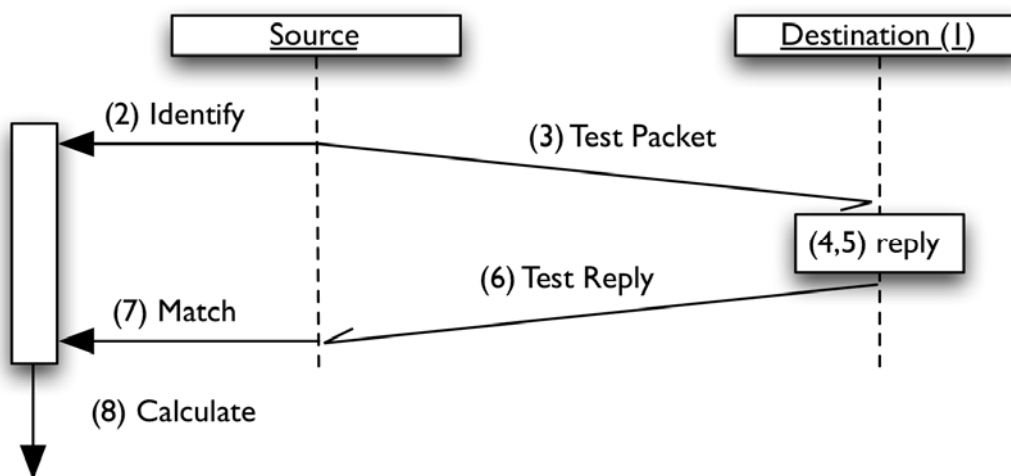 Source
Destination (1)
(2) Identify
(3) Test Packet
(4,5) reply
(6) Test Reply
(7) Match
(8) Calculate